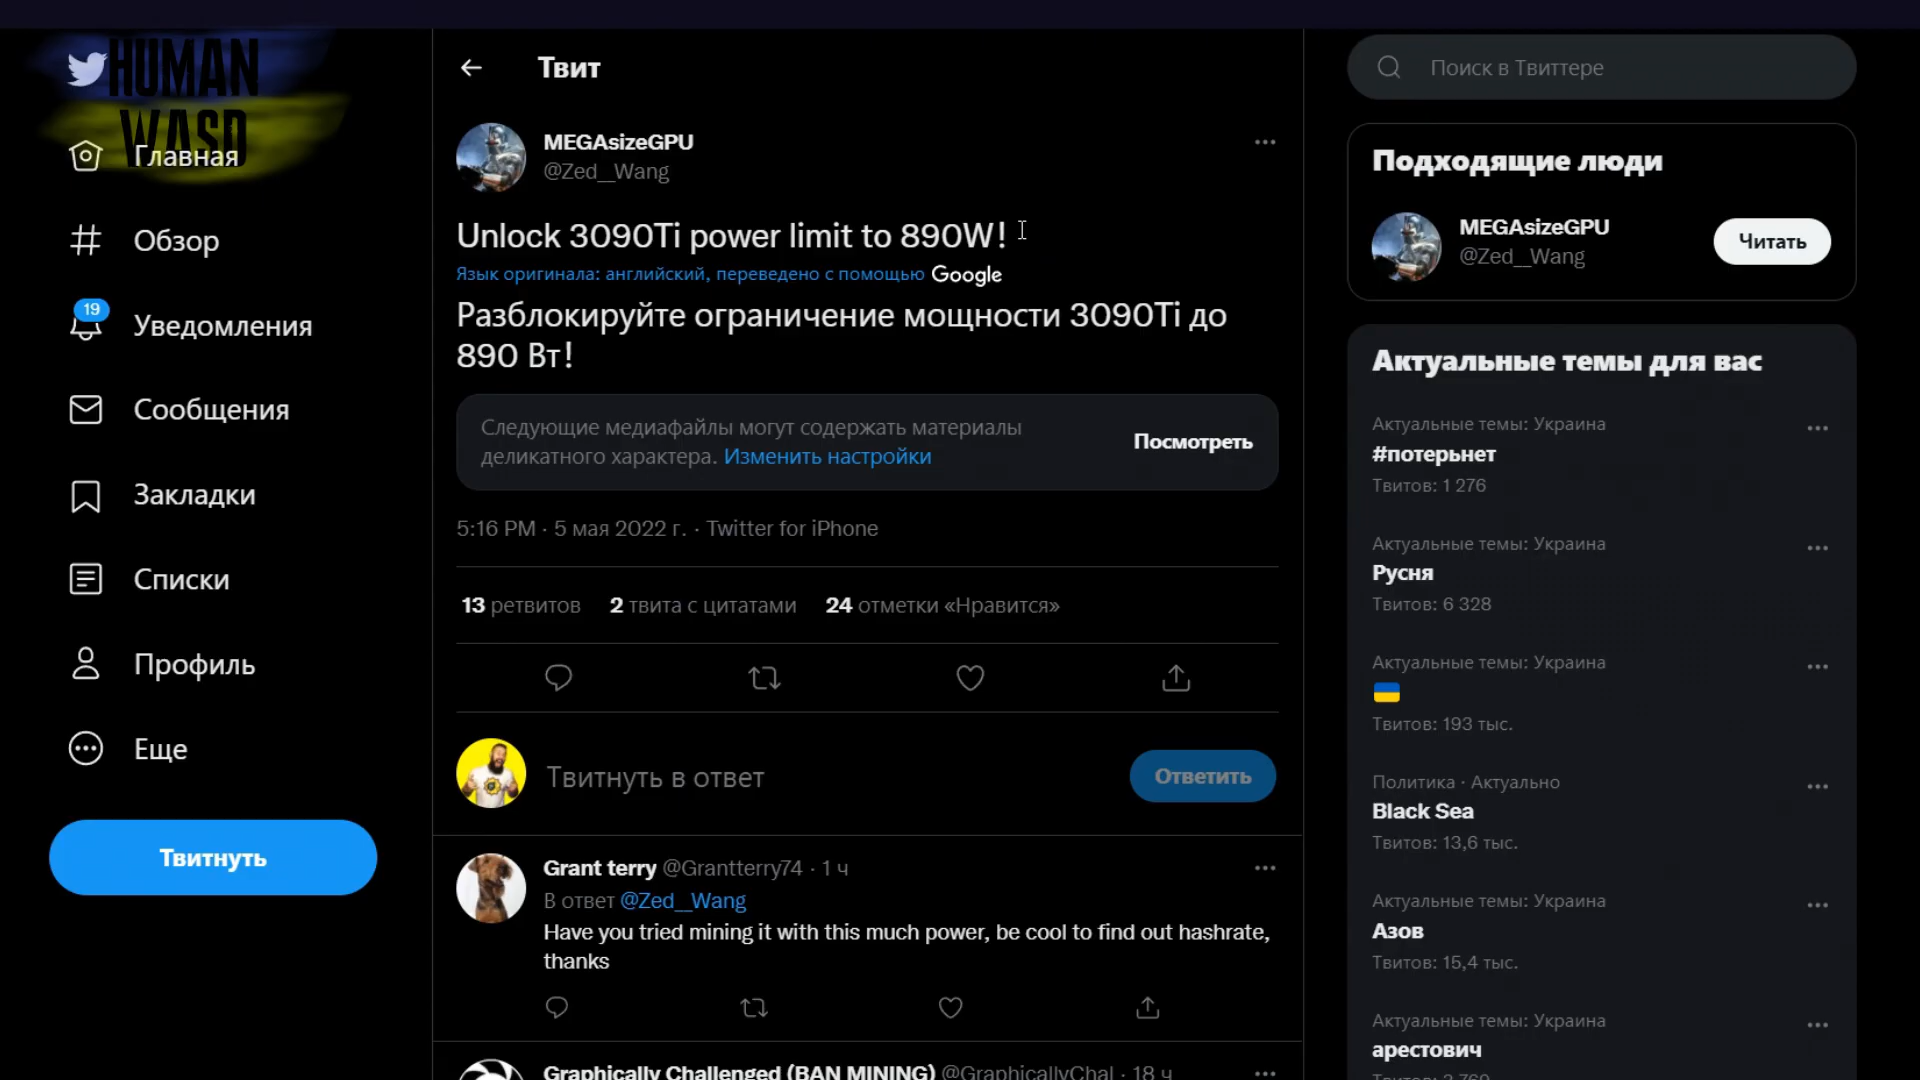 HUMAN
WASD
Главная
Обзор
19
Уведомления
Сообщения
Закладки
Списки
Профиль
Еще
Твитнуть
Твит
MEGAsizeGPU
@Zed__Wang
Unlock 3090Ti power limit to 890W!
Язык оригинала: английский, переведено с помощью Google
Разблокируйте ограничение мощности 3090Ti до
890 Вт!
Следующие медиафайлы могут содержать материалы
деликатного характера. Изменить настройки
Посмотреть
5:16 PM · 5 мая 2022 г. · Twitter for iPhone
13 ретвитов 2 твита с цитатами 24 отметки «Нравится»
Твитнуть в ответ
Ответить
Grant terry @Grantterry74 · 1 ч
В ответ @Zed__Wang
Have you tried mining it with this much power, be cool to find out hashrate,
thanks
Graphically Challenged (BAN MINING) @GraphicallyChal · 18 ч
Поиск в Твиттере
Подходящие люди
MEGAsizeGPU
@Zed__Wang
Читать
Актуальные темы для вас
Актуальные темы: Украина
#потерьнет
Твитов: 1 276
Актуальные темы: Украина
Русня
Твитов: 6 328
Актуальные темы: Украина
Твитов: 193 тыс.
Политика · Актуально
Black Sea
Твитов: 13,6 тыс.
Актуальные темы: Украина
Азов
Твитов: 15,4 тыс.
Актуальные темы: Украина
арестович